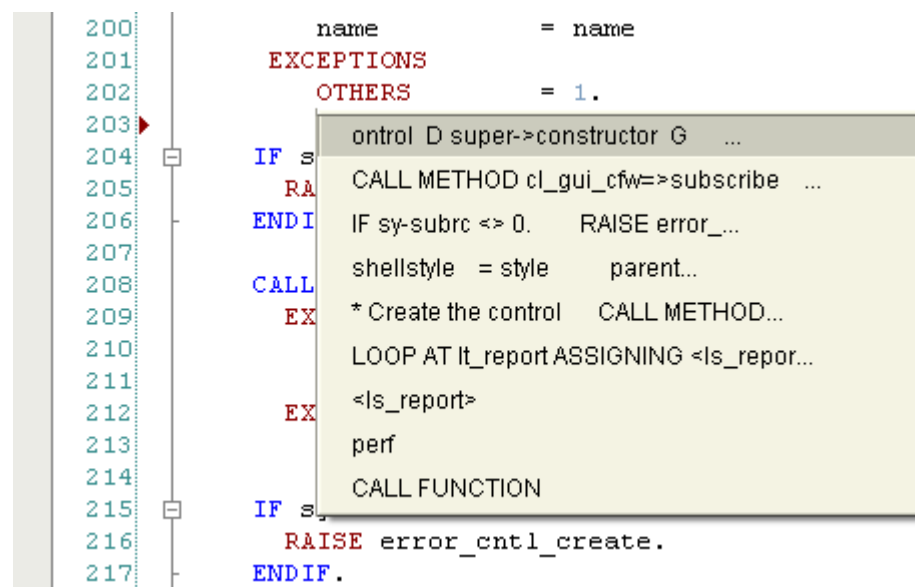 200 name = name
201 EXCEPTIONS
202 OTHERS = 1.
203
204 IF s
205 RA
206 ENDI
207
208 CALL
209 EX
210
211
212 EX
213
214
215 IF sy
216 RAISE error_cntl_create.
217 ENDIF.
ontrol D super->constructor G ...
CALL METHOD cl_gui_cfw=>subscribe ...
IF sy-subrc <> 0. RAISE error_...
shellstyle = style parent...
* Create the control CALL METHOD...
LOOP AT lt_report ASSIGNING <ls_repor...
<ls_report>
perf
CALL FUNCTION